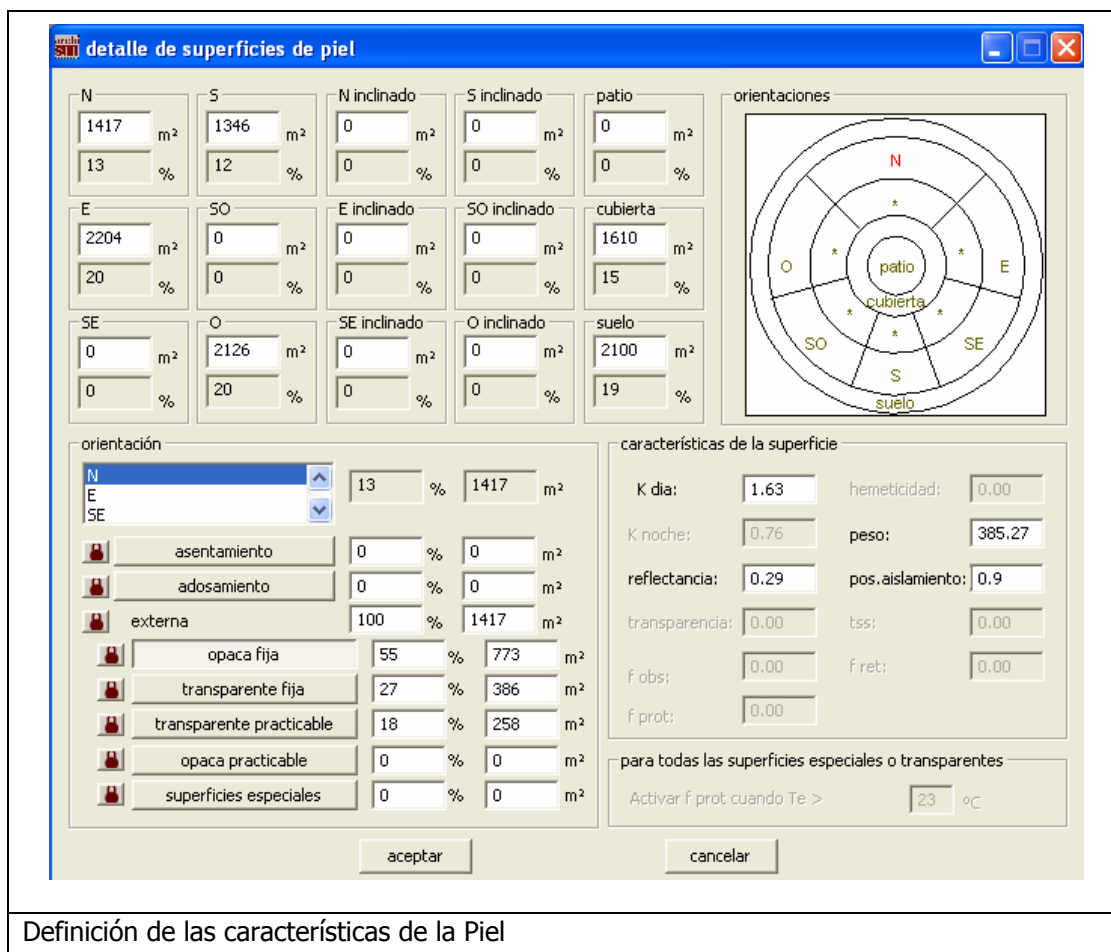 archi
SUN
detalle de superficies de piel
N
1417 m²
13 %
S
1346 m²
12 %
N inclinado
0 m²
0 %
S inclinado
0 m²
0 %
patio
0 m²
0 %
E
2204 m²
20 %
SO
0 m²
0 %
E inclinado
0 m²
0 %
SO inclinado
0 m²
0 %
cubierta
1610 m²
15 %
SE
0 m²
0 %
O
2126 m²
20 %
SE inclinado
0 m²
0 %
O inclinado
0 m²
0 %
suelo
2100 m²
19 %
orientaciones
N
*
* *
O patio E
cubierta
* * *
SO SE
S
suelo
orientación
N
E
SE
13 % 1417 m²
asentamiento 0 % 0 m²
adosamiento 0 % 0 m²
externa 100 % 1417 m²
opaca fija 55 % 773 m²
transparente fija 27 % 386 m²
transparente practicable 18 % 258 m²
opaca practicable 0 % 0 m²
superficies especiales 0 % 0 m²
características de la superficie
K dia: 1.63 hemeticidad: 0.00
K noche: 0.76 peso: 385.27
reflectancia: 0.29 pos.aislamiento: 0.9
transparencia: 0.00 tss: 0.00
f obs: 0.00 f ret: 0.00
f prot: 0.00
para todas las superficies especiales o transparentes
Activar f prot cuando Te > 23 ºC
aceptar cancelar
Definición de las características de la Piel